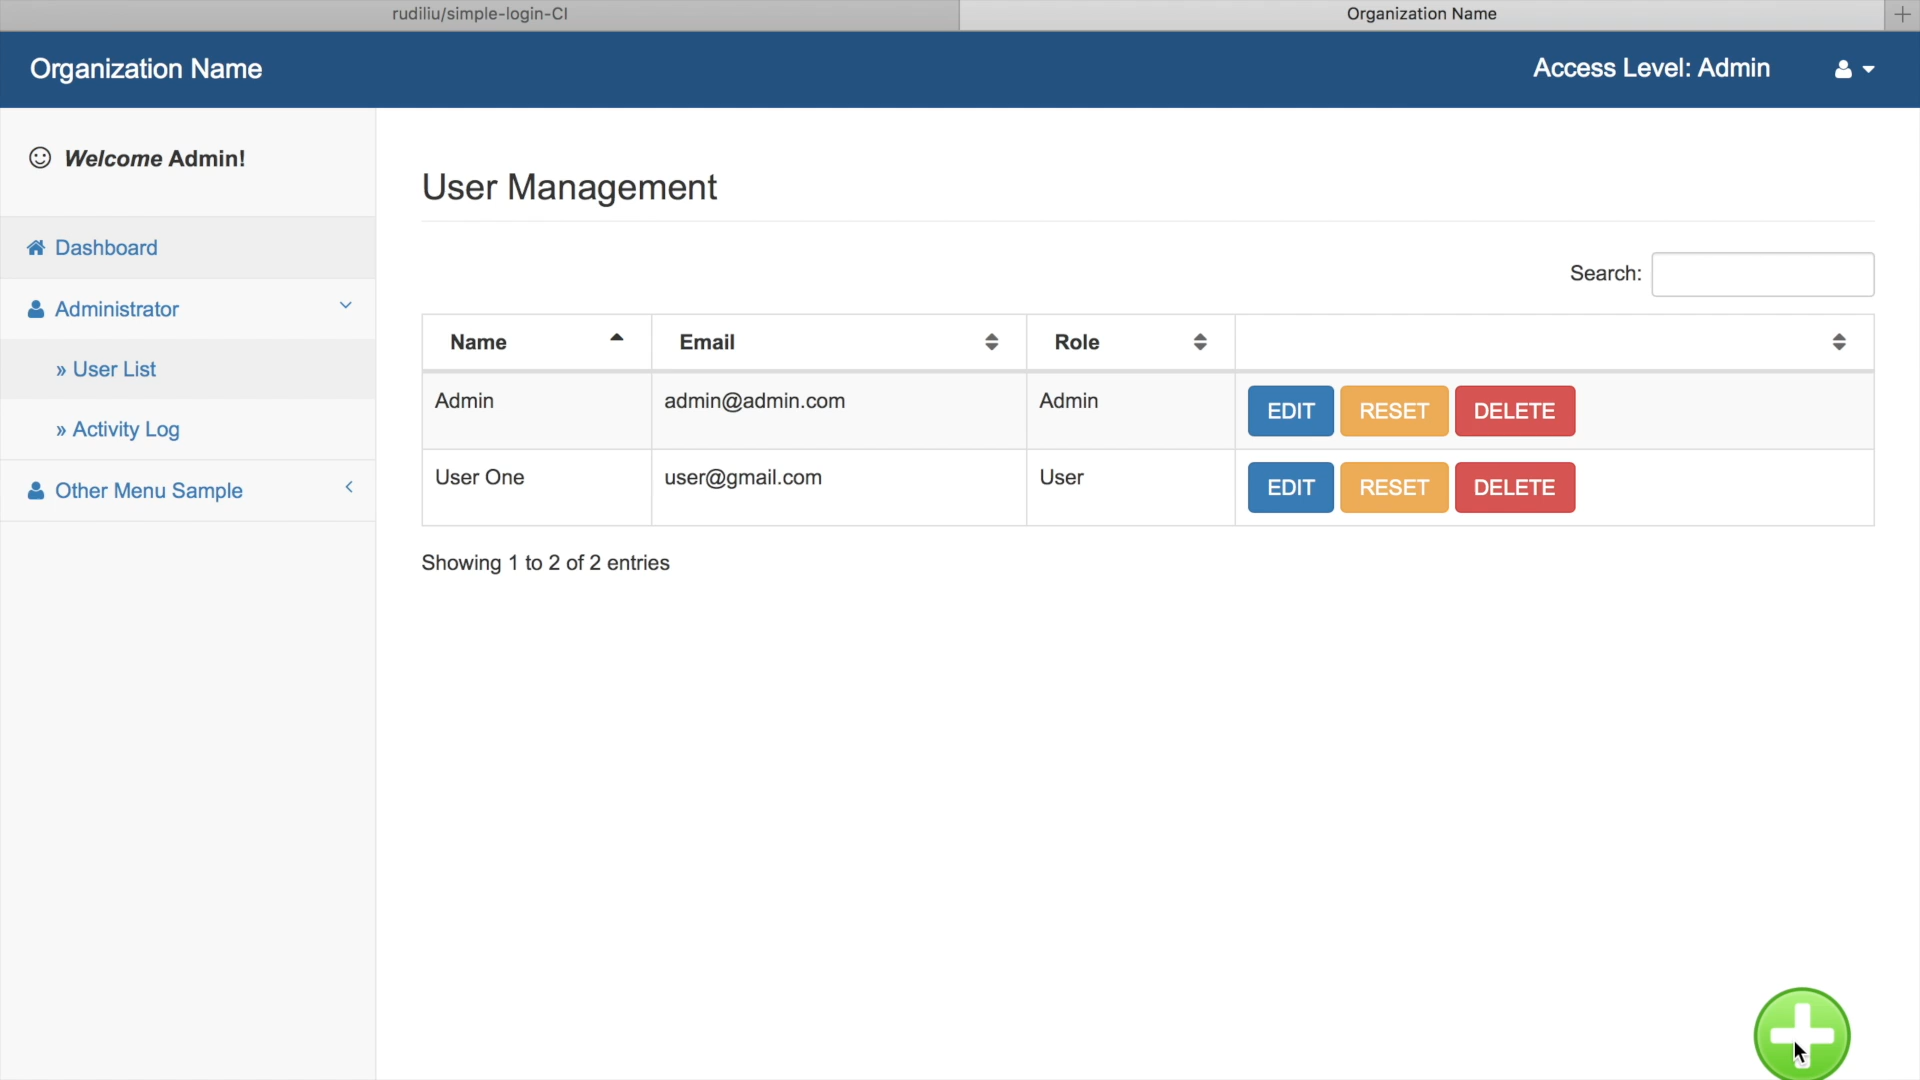 rudiliu/simple-login-CI
Organization Name
Organization Name
Access Level: Admin
Welcome Admin!
Dashboard
Administrator
» User List
» Activity Log
Other Menu Sample
User Management
Search:
Name Email Role
Admin admin@admin.com Admin EDIT RESET DELETE
User One user@gmail.com User EDIT RESET DELETE
Showing 1 to 2 of 2 entries